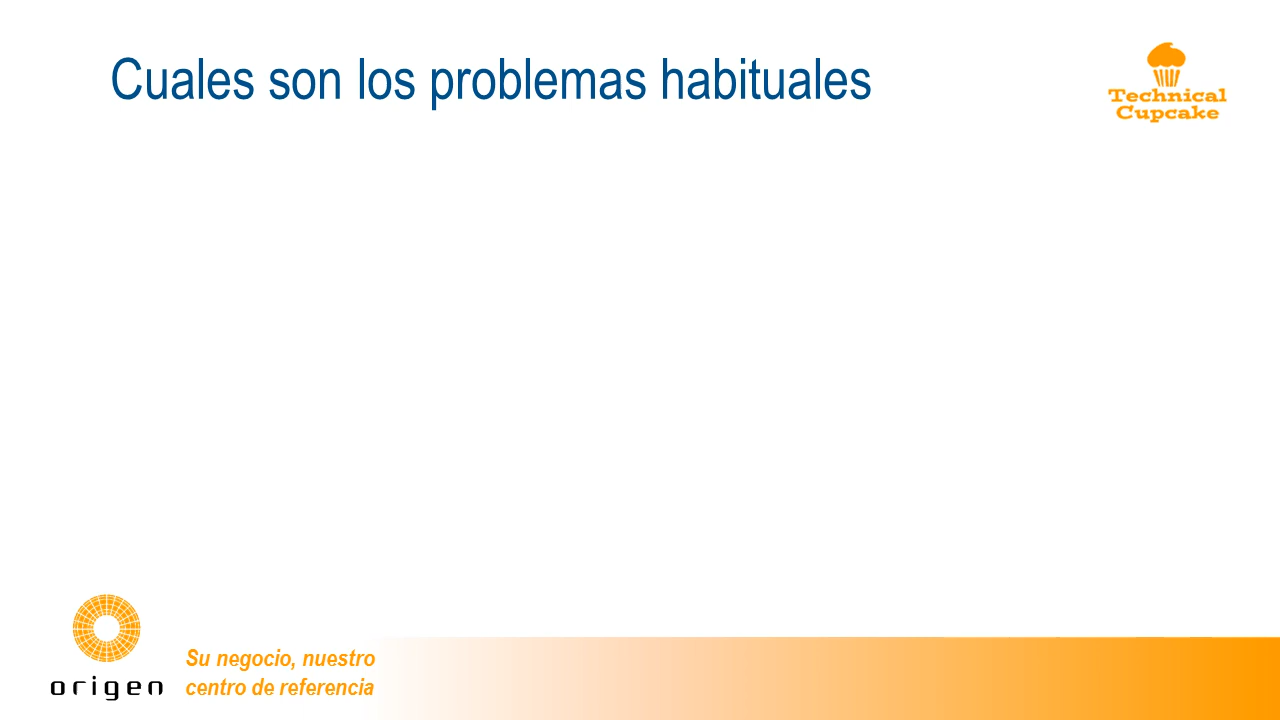 Cuales son los problemas habituales
Technical
Cupcake
Su negocio, nuestro
centro de referencia
origen